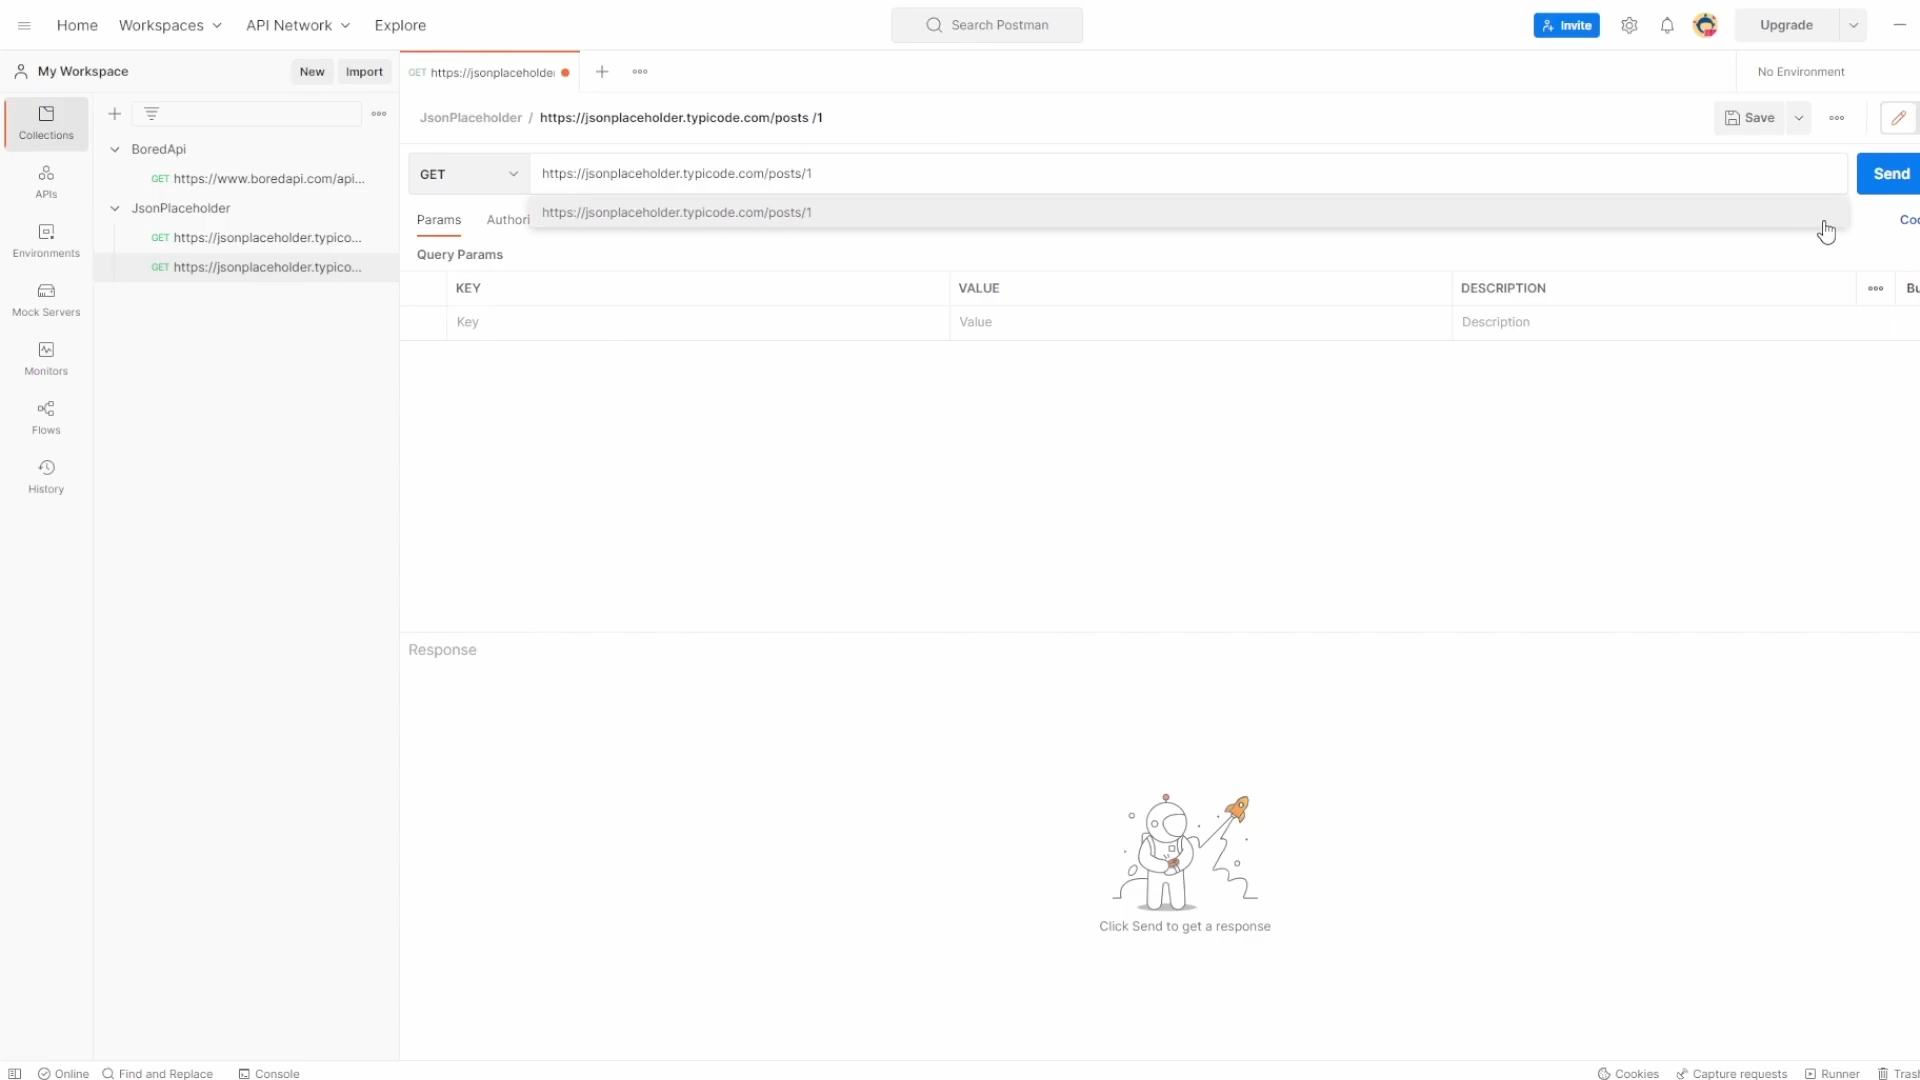 Home Workspaces API Network Explore Search Postman Invite Upgrade
My Workspace New Import GET https://jsonplaceholder No Environment
JsonPlaceholder / https://jsonplaceholder.typicode.com/posts /1 Save
Collections
BoredApi
GET https://www.boredapi.com/api...
GET https://jsonplaceholder.typicode.com/posts/1 Send
APIs
JsonPlaceholder
https://jsonplaceholder.typicode.com/posts/1
Params Authori Coo
GET https://jsonplaceholder.typico...
Environments
Query Params
GET https://jsonplaceholder.typico...
KEY VALUE DESCRIPTION Bu
Mock Servers
Key Value Description
Monitors
Flows
History
Response
Click Send to get a response
Online Find and Replace Console Cookies Capture requests Runner Trash